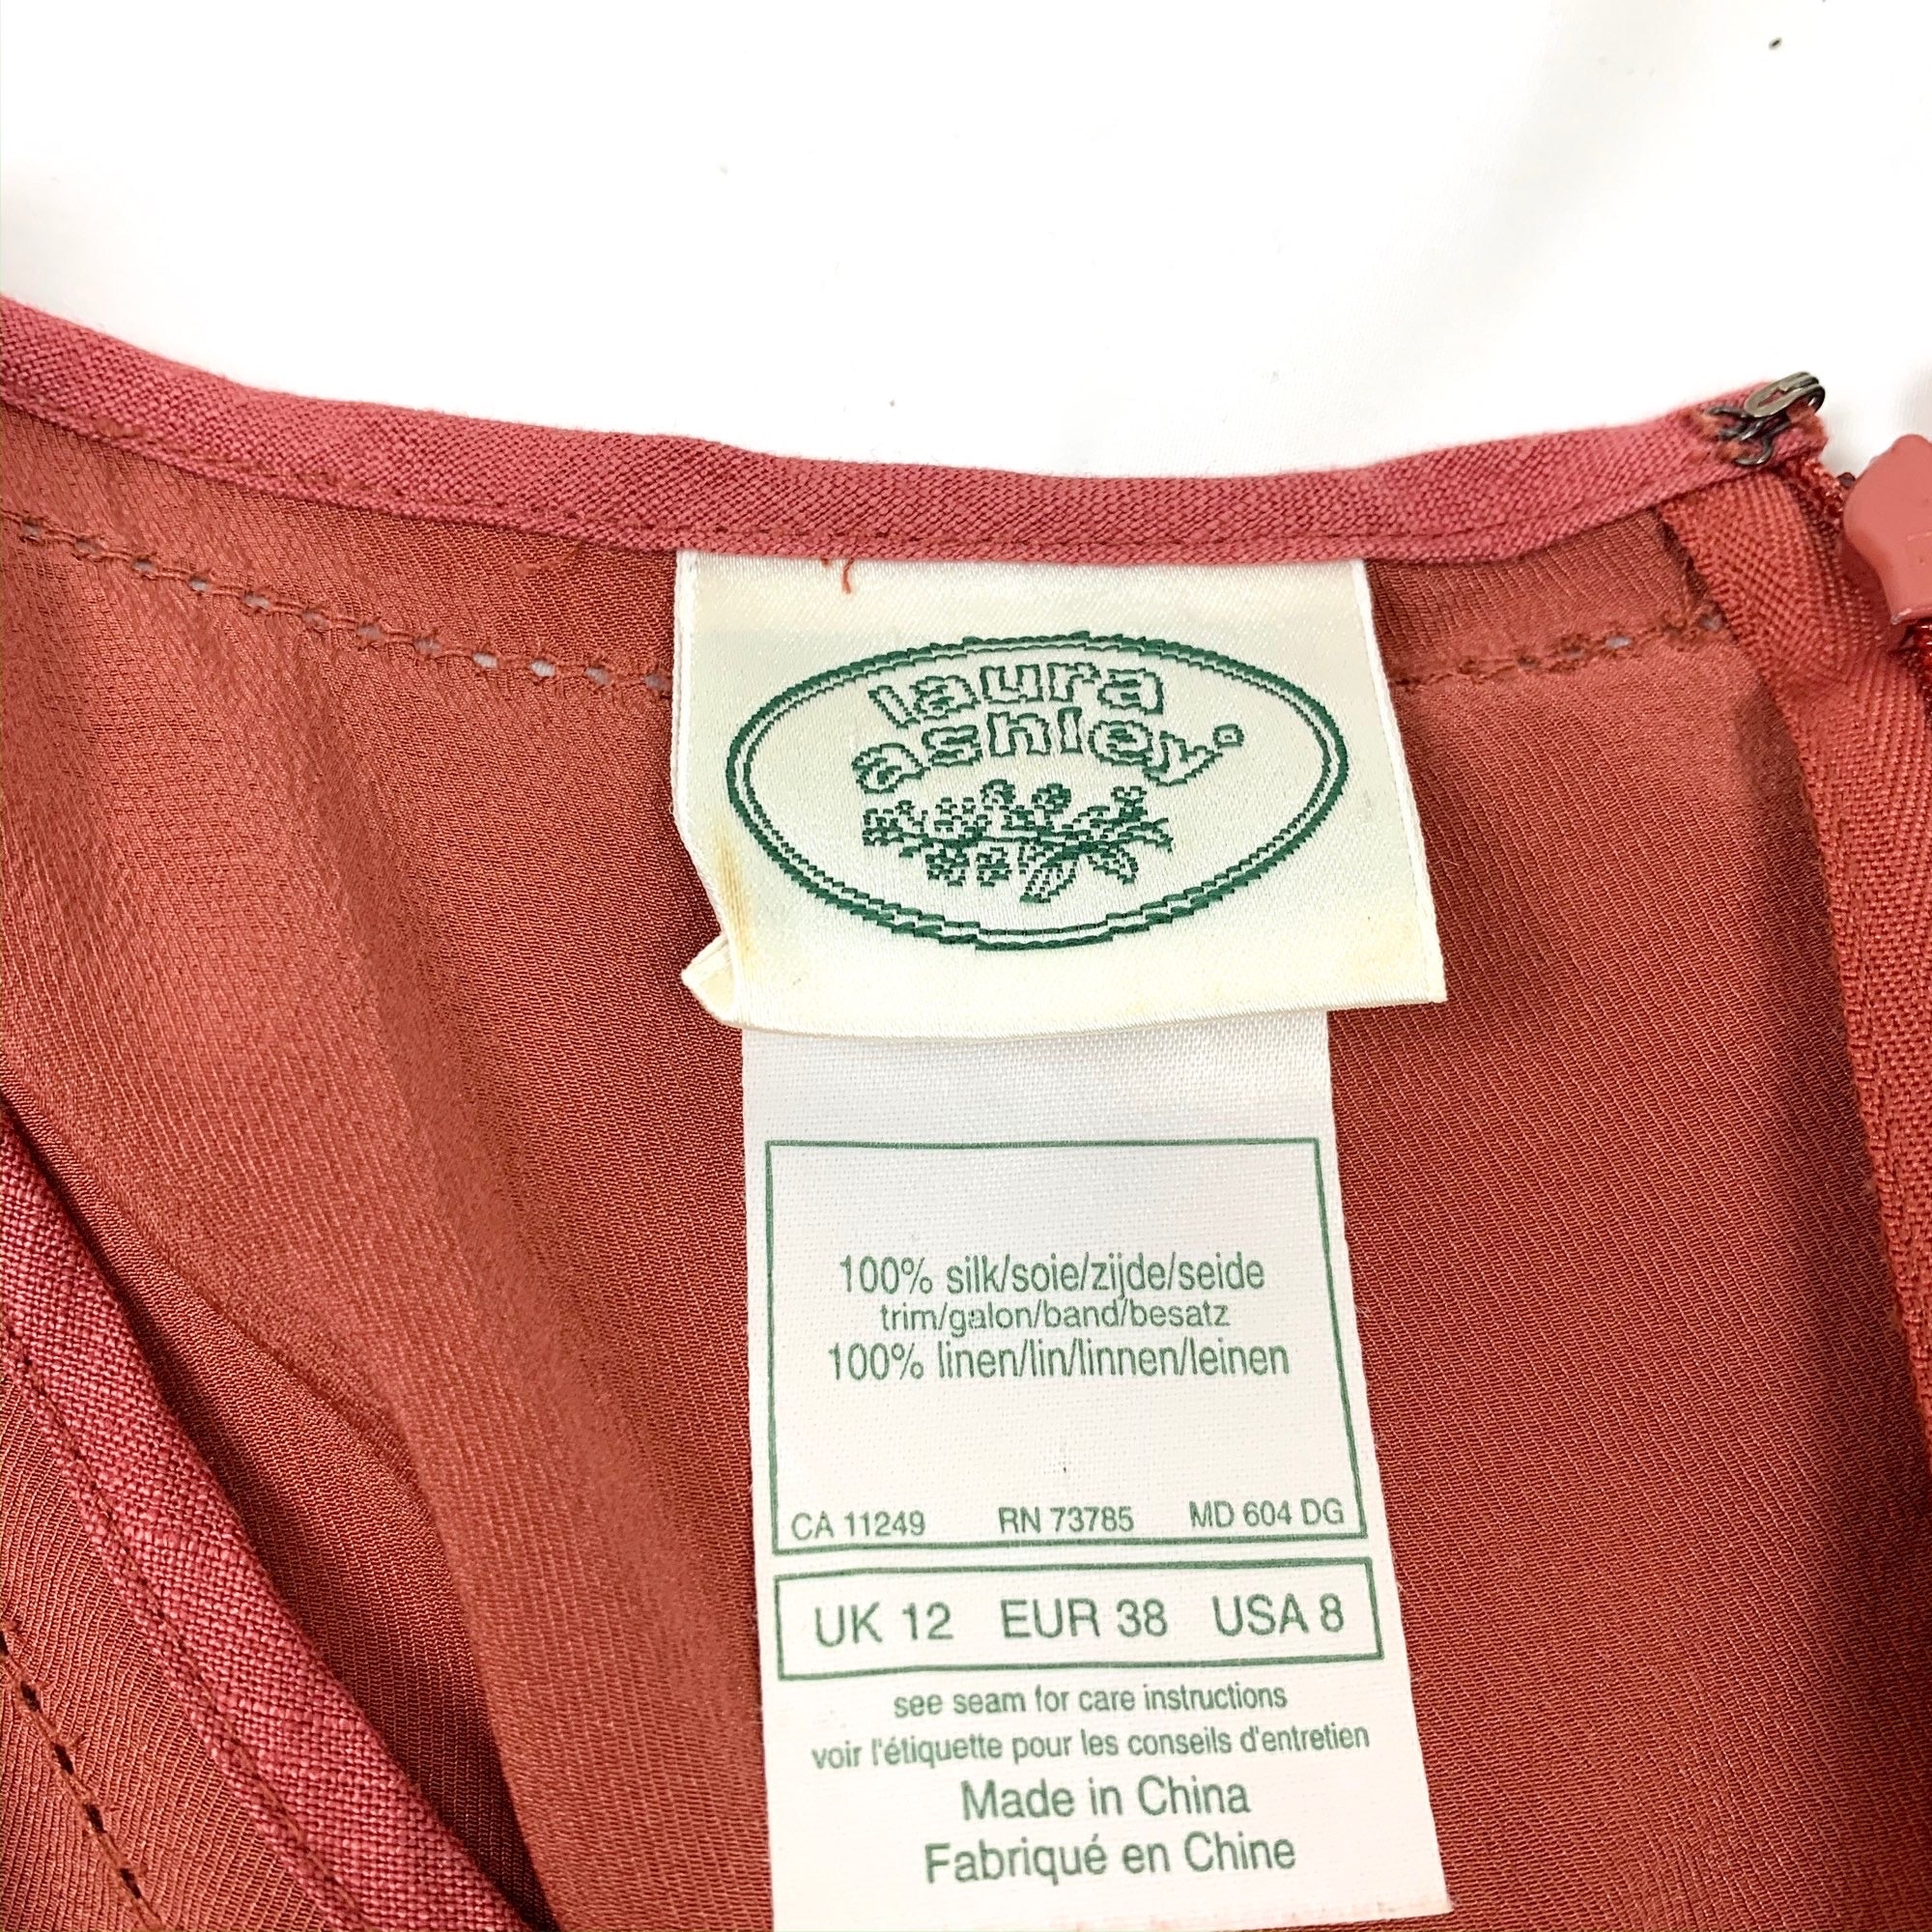 laura
ashley
100% silk/soie/zijde/seide
trim/galon/band/besatz
100% linen/lin/linnen/leinen
CA 11249 RN 73785 MD 604 DG
UK 12 EUR 38 USA 8
see seam for care instructions
voir l'étiquette pour les conseils d'entretien
Made in China
Fabriqué en Chine